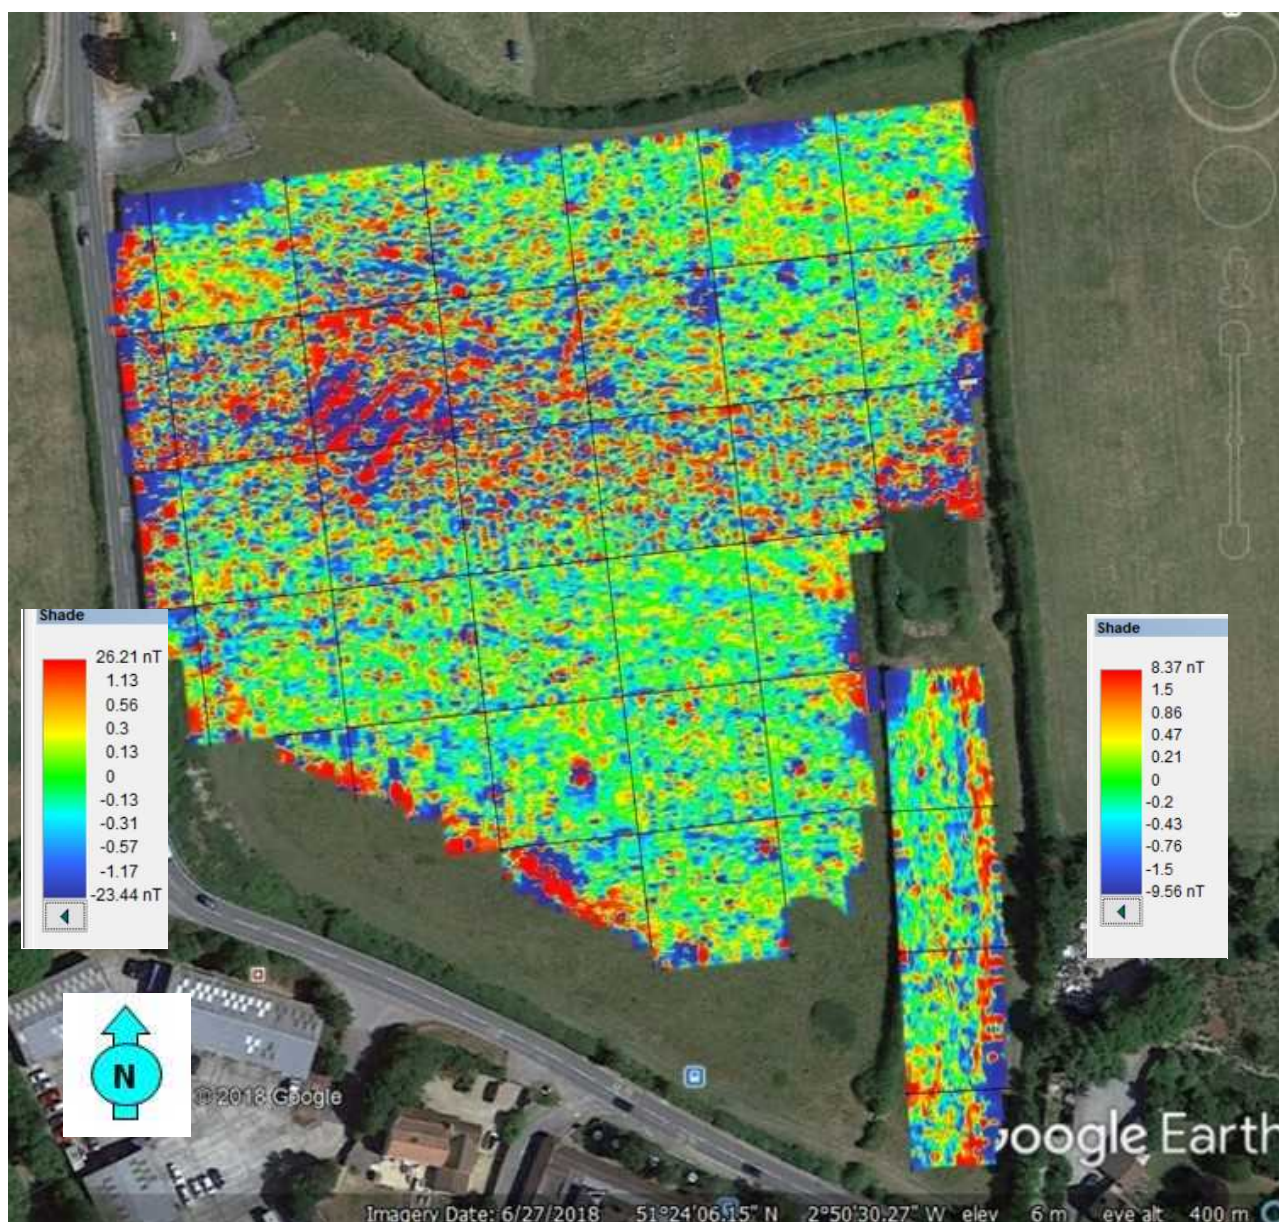 Shade
26.21 nT
1.13
0.56
0.3
0.13
0
-0.13
-0.31
-0.57
-1.17
-23.44 nT
Shade
8.37 nT
1.5
0.86
0.47
0.21
0
-0.2
-0.43
-0.76
-1.5
-9.56 nT
N
© 2018 Google
Google Earth
Imagery Date: 6/27/2018 51°24'06.15" N 2°50'30.27" W elev 6 m eye alt 400 m